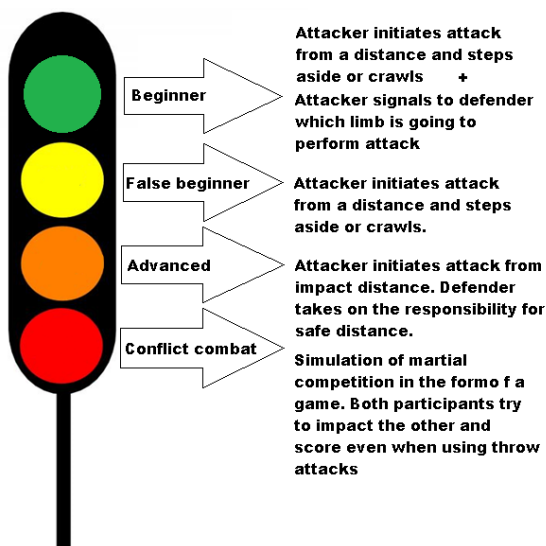 Beginner
Attacker initiates attack
from a distance and steps
aside or crawls +
Attacker signals to defender
which limb is going to
perform attack
False beginner
Attacker initiates attack
from a distance and steps
aside or crawls.
Advanced
Attacker initiates attack from
impact distance. Defender
takes on the responsibility for
safe distance.
Conflict combat
Simulation of martial
competition in the formo f a
game. Both participants try
to impact the other and
score even when using throw
attacks